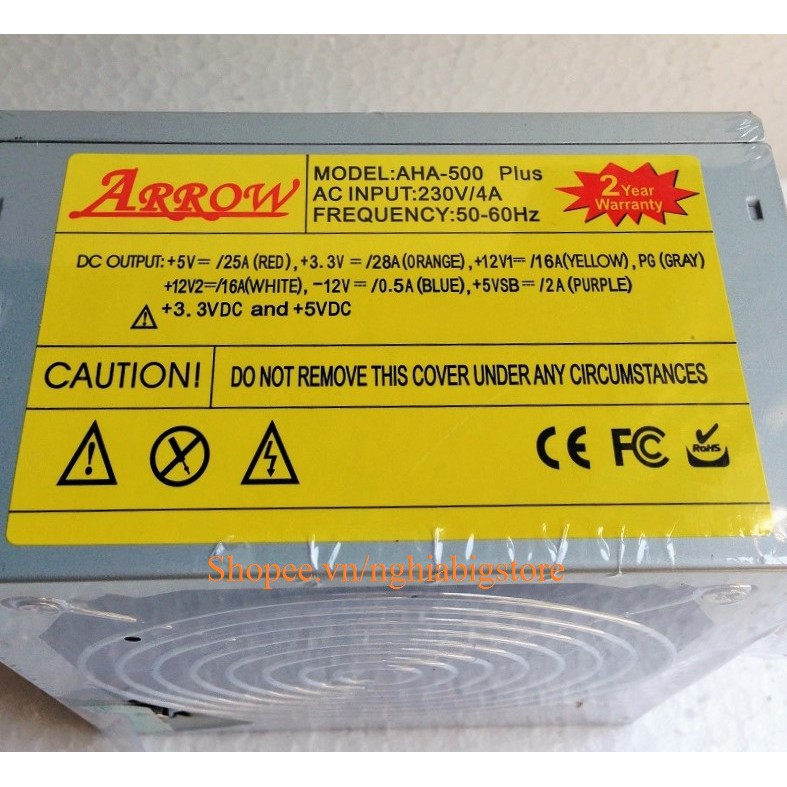 ARROW
MODEL:AHA-500 Plus
AC INPUT:230V/4A
FREQUENCY:50-60Hz
2 Year
Warranty
DC OUTPUT:+5V⎓/25A(RED),+3.3V⎓/28A(ORANGE),+12V1⎓/16A(YELLOW),PG(GRAY)
+12V2⎓/16A(WHITE),-12V⎓/0.5A(BLUE),+5VSB⎓/2A(PURPLE)
+3.3VDC and +5VDC
CAUTION!
DO NOT REMOVE THIS COVER UNDER ANY CIRCUMSTANCES
CE FC RoHS
Shopee.vn/nghiabigstore